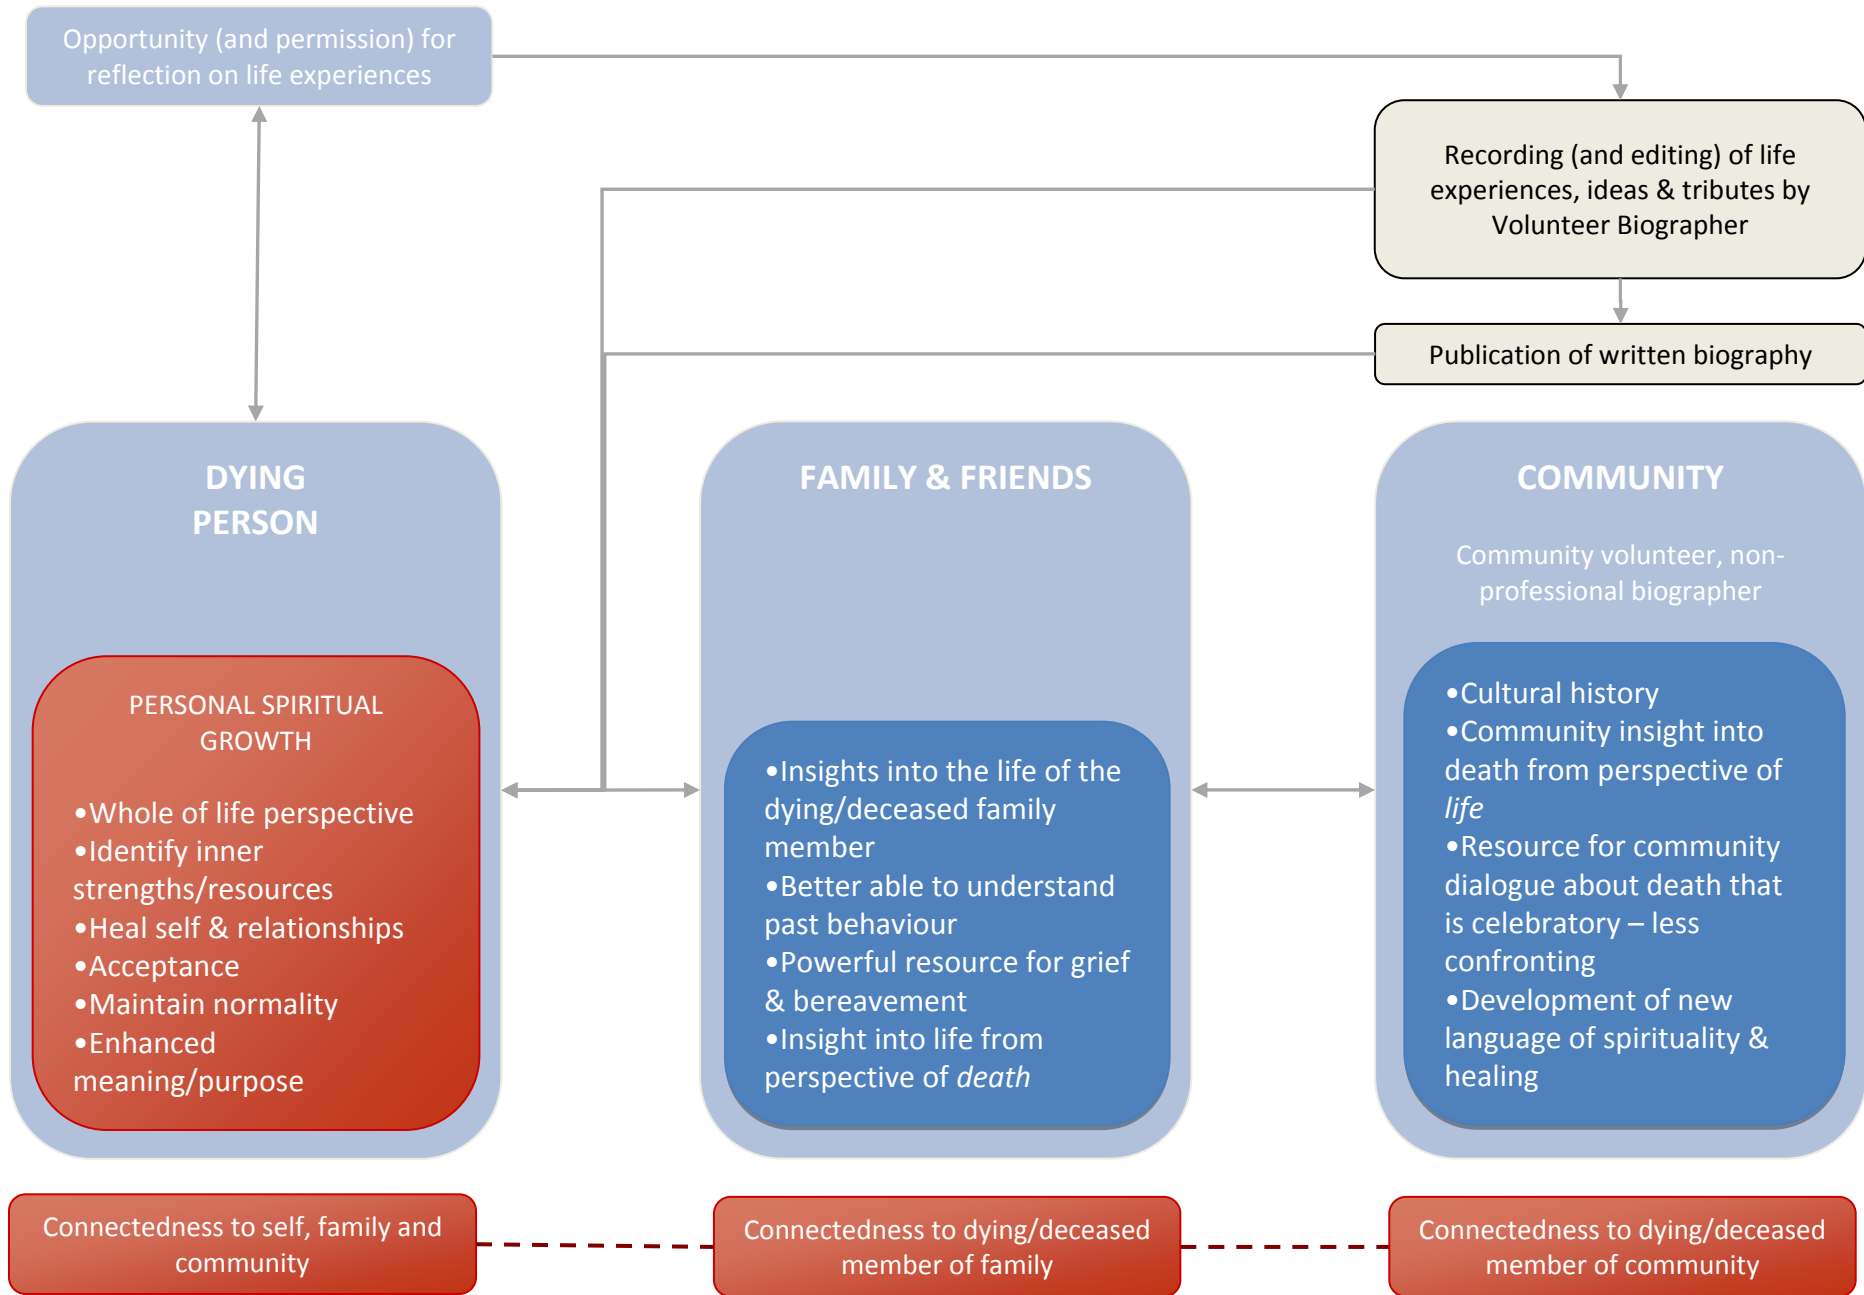 Opportunity (and permission) for
reflection on life experiences
Recording (and editing) of life
experiences, ideas & tributes by
Volunteer Biographer
Publication of written biography
DYING
PERSON
PERSONAL SPIRITUAL
GROWTH
•Whole of life perspective
•Identify inner
strengths/resources
•Heal self & relationships
•Acceptance
•Maintain normality
•Enhanced
meaning/purpose
FAMILY & FRIENDS
•Insights into the life of the
dying/deceased family
member
•Better able to understand
past behaviour
•Powerful resource for grief
& bereavement
•Insight into life from
perspective of death
COMMUNITY
Community volunteer, non-
professional biographer
•Cultural history
•Community insight into
death from perspective of
life
•Resource for community
dialogue about death that
is celebratory – less
confronting
•Development of new
language of spirituality &
healing
Connectedness to self, family and
community
Connectedness to dying/deceased
member of family
Connectedness to dying/deceased
member of community